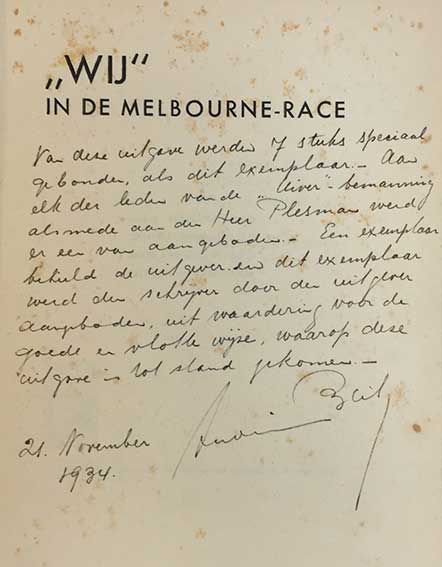 „WIJ“
IN DE MELBOURNE-RACE
Van deze uitgave werden 7 stuks speciaal
gebonden, als dit exemplaar. — Aan
elk der leden van de „Uiver"-bemanning
alsmede aan den Heer Plesman werd
er een van aangeboden. — Een exemplaar
behield de uitgever en dit exemplaar
werd den schrijver door den uitgever
aangeboden, uit waardering voor de
goede en vlotte wijze, waarop deze
uitgave is tot stand gekomen. —
21. November
1934.